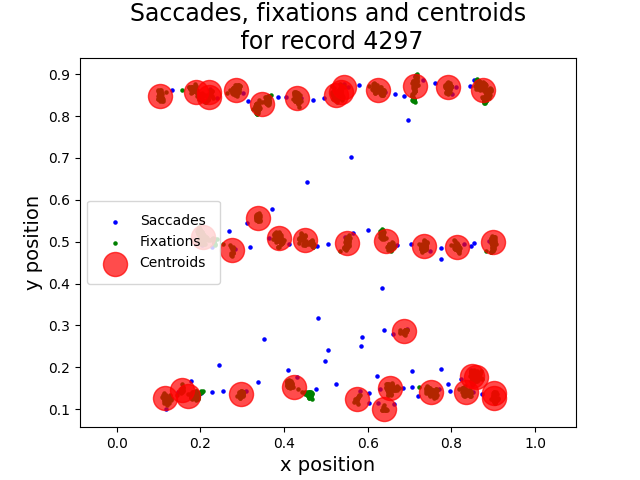 Saccades, fixations and centroids
for record 4297
0.9
0.8
0.7
0.6
0.5
0.4
0.3
0.2
0.1
y position
Saccades
Fixations
Centroids
0.0 0.2 0.4 0.6 0.8 1.0
x position